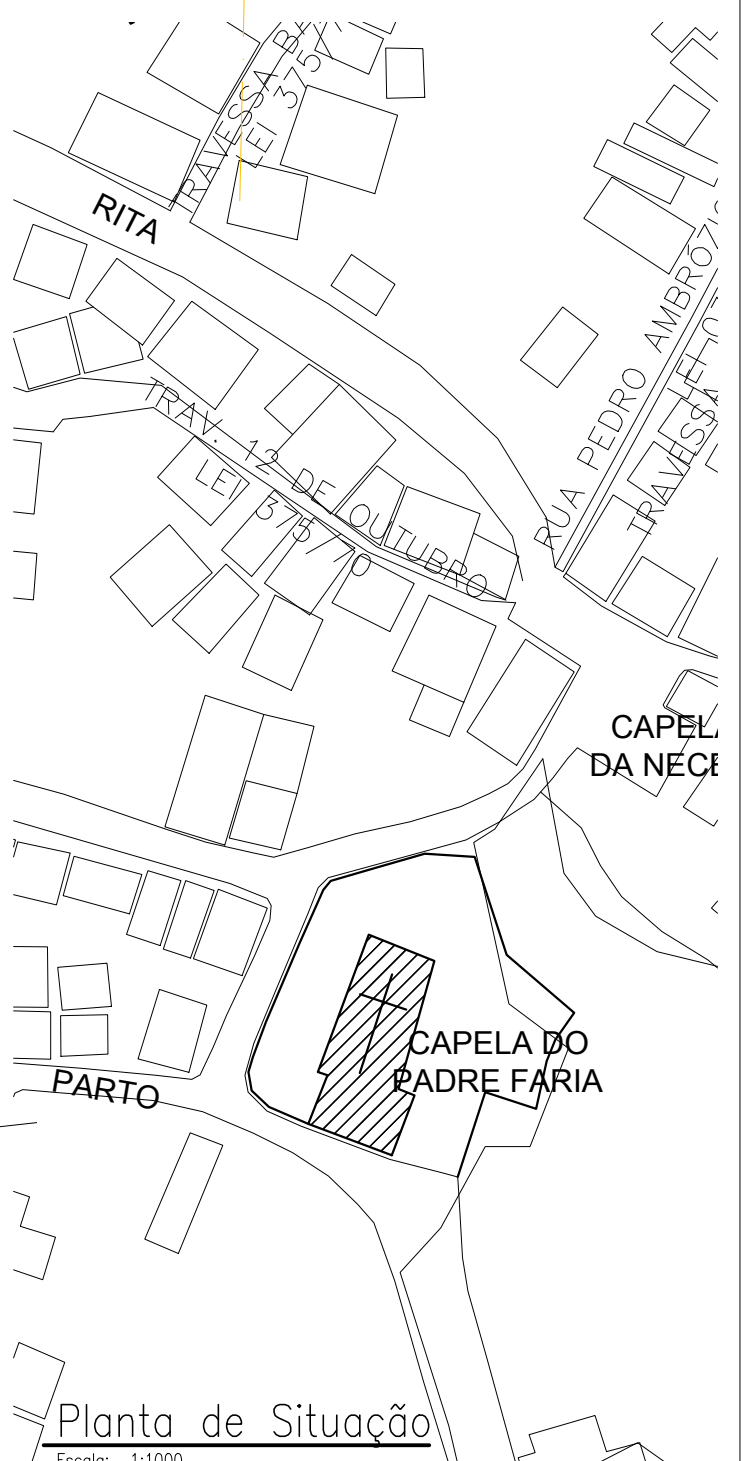 TRAVESSA
LEI 375/
RITA
RUA PEDRO AMBRÓZIO
TRAVESSA
LEI
TRAV. 12 DE OUTUBRO
LEI 375/70
CAPELA
DA NECE
CAPELA DO
PADRE FARIA
PARTO
Planta de Situação
Escala: 1:1000